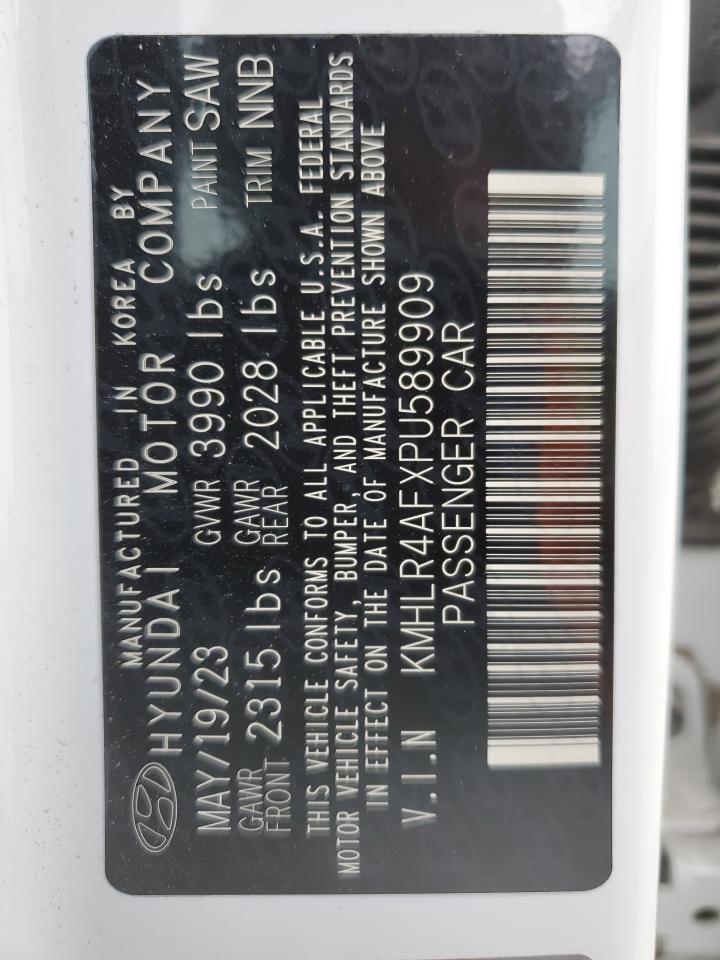 MANUFACTURED IN KOREA BY
HYUNDAI MOTOR COMPANY
MAY/19/23 GVWR 3990 lbs PAINT SAW
GAWR FRONT 2315 lbs GAWR REAR 2028 lbs TRIM NNB
THIS VEHICLE CONFORMS TO ALL APPLICABLE U.S.A. FEDERAL
MOTOR VEHICLE SAFETY, BUMPER, AND THEFT PREVENTION STANDARDS
IN EFFECT ON THE DATE OF MANUFACTURE SHOWN ABOVE
V.I.N KMHLR4AFXPU589909
PASSENGER CAR